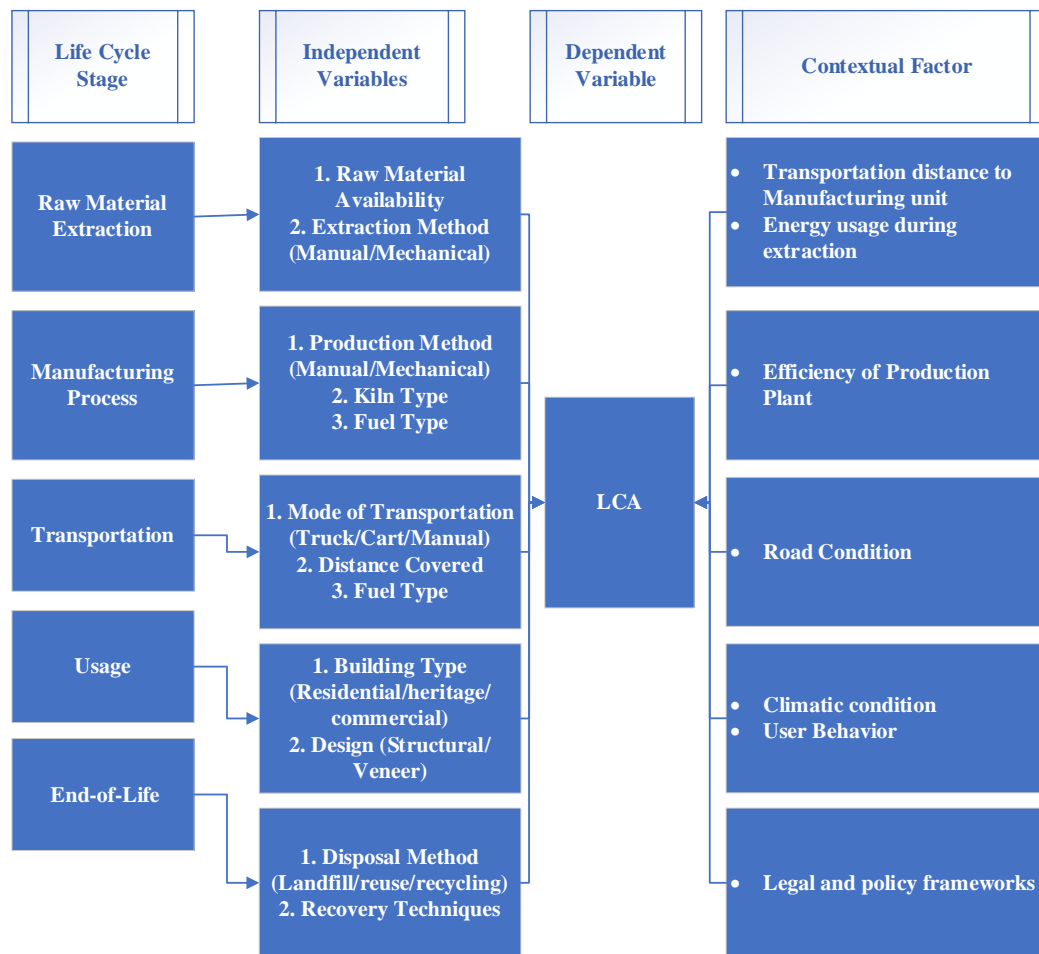 Life Cycle
Stage
Independent
Variables
Dependent
Variable
Contextual Factor
Raw Material
Extraction
1. Raw Material
Availability
2. Extraction Method
(Manual/Mechanical)
• Transportation distance to
Manufacturing unit
• Energy usage during
extraction
Manufacturing
Process
1. Production Method
(Manual/Mechanical)
2. Kiln Type
3. Fuel Type
• Efficiency of Production
Plant
LCA
Transportation
1. Mode of Transportation
(Truck/Cart/Manual)
2. Distance Covered
3. Fuel Type
• Road Condition
Usage
1. Building Type
(Residential/heritage/
commercial)
2. Design (Structural/
Veneer)
• Climatic condition
• User Behavior
End-of-Life
1. Disposal Method
(Landfill/reuse/recycling)
2. Recovery Techniques
• Legal and policy frameworks